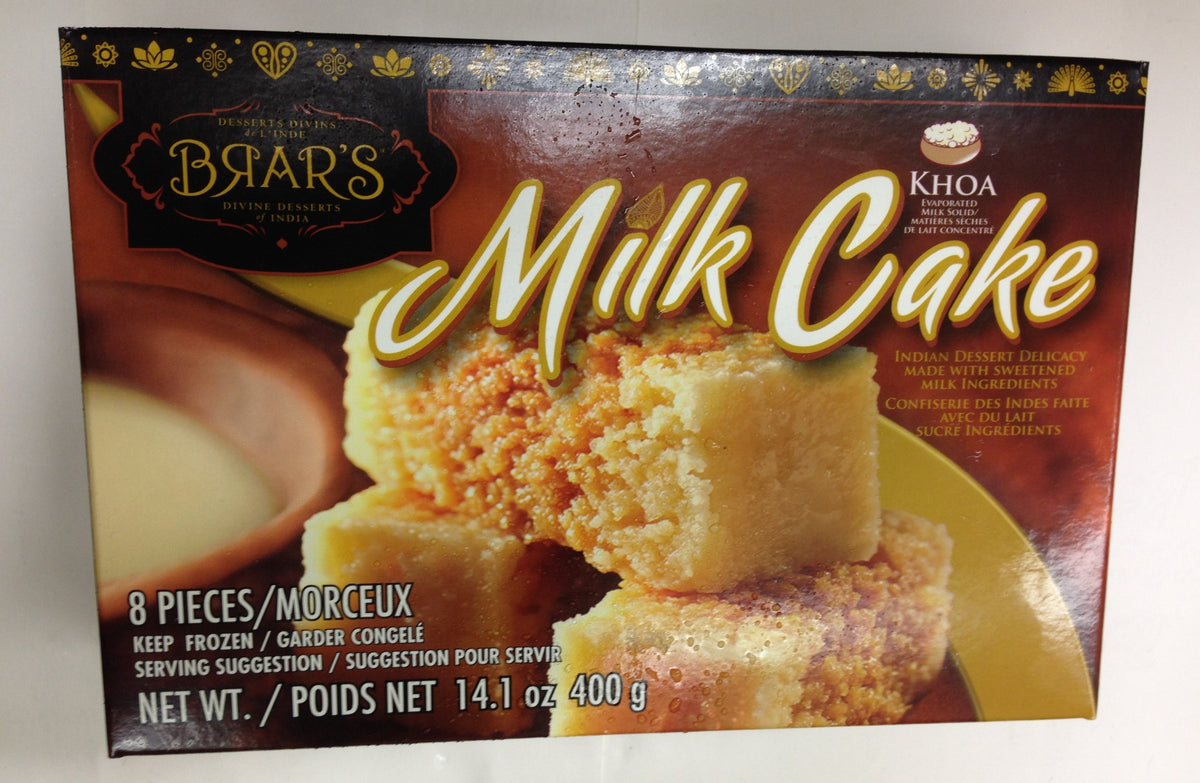 DESSERTS DIVINS
de L'INDE
BRAR'S
DIVINE DESSERTS
of INDIA
KHOA
EVAPORATED
MILK SOLID/
MATIÈRES SÈCHES
DE LAIT CONCENTRÉ
Milk Cake
INDIAN DESSERT DELICACY
MADE WITH SWEETENED
MILK INGREDIENTS
CONFISERIE DES INDES FAITE
AVEC DU LAIT
SUCRÉ INGRÉDIENTS
8 PIECES/MORCEUX
KEEP FROZEN / GARDER CONGELÉ
SERVING SUGGESTION / SUGGESTION POUR SERVIR
NET WT. / POIDS NET 14.1 oz 400 g